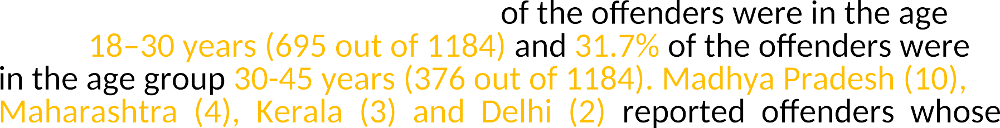 of the offenders were in the age
18–30 years (695 out of 1184) and 31.7% of the offenders were
in the age group 30-45 years (376 out of 1184). Madhya Pradesh (10),
Maharashtra (4), Kerala (3) and Delhi (2) reported offenders whose